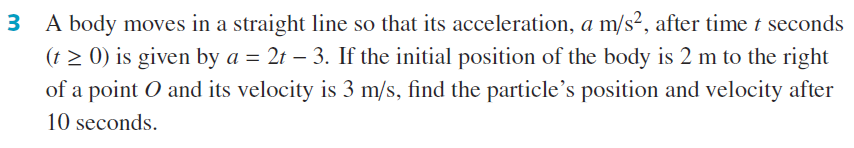 3 A body moves in a straight line so that its acceleration, a m/s², after time t seconds
(t ≥ 0) is given by a = 2t – 3. If the initial position of the body is 2 m to the right
of a point O and its velocity is 3 m/s, find the particle’s position and velocity after
10 seconds.